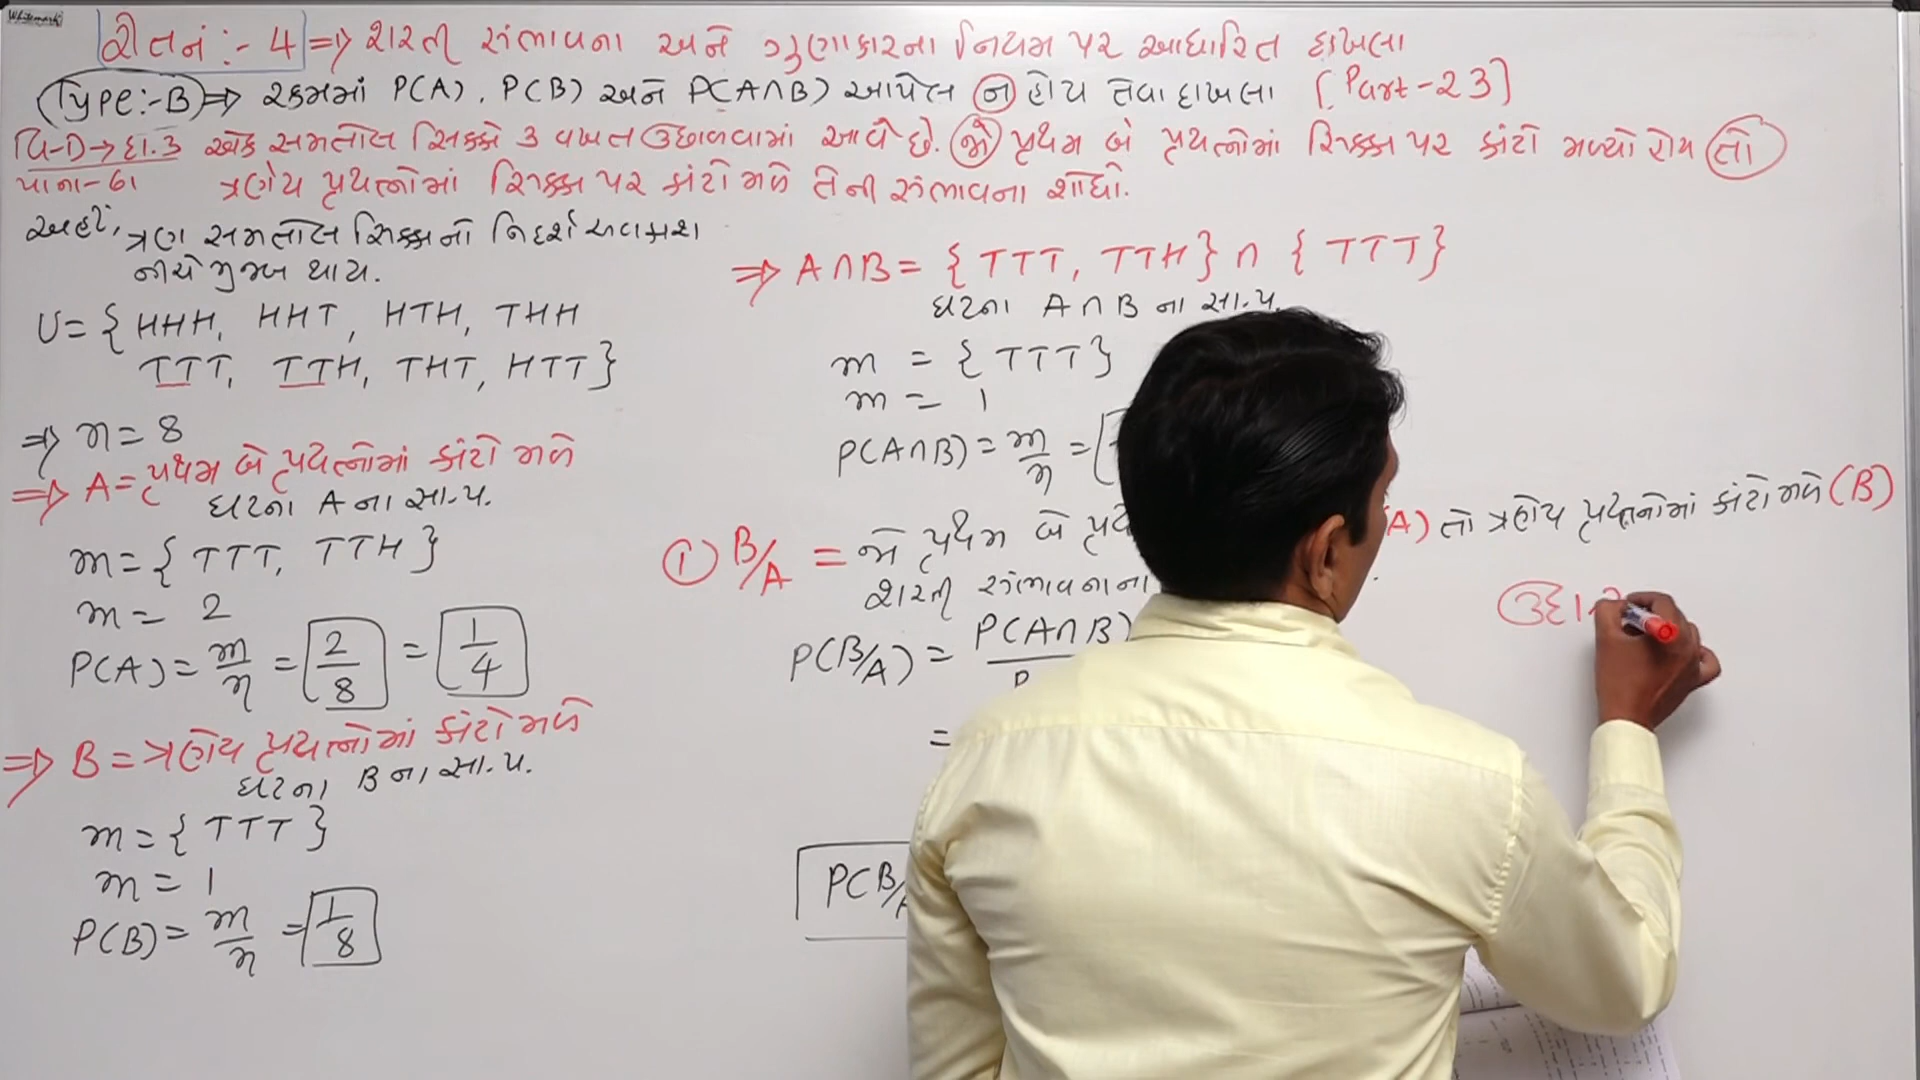 Whitemark
રીત નં :- 4 ⇒ શરતી સંભાવના અને ગુણાકારના નિયમ પર આધારિત દાખલા
Type:-B ⇒ રકમમાં P(A), P(B) અને P(A∩B) આપેલ ન હોય તેવા દાખલા [Part-23]
વિ-D → દા.3 એક સમતોલ સિક્કો 3 વખત ઉછાળવામાં આવે છે. જો પ્રથમ બે પ્રયત્નોમાં સિક્કા પર કાંટો મળ્યો હોય તો
પાના-61 ત્રણેય પ્રયત્નોમાં સિક્કા પર કાંટો મળે તેની સંભાવના શોધો.
અહીં, ત્રણ સમતોલ સિક્કાનો નિદર્શ અવકાશ
નીચે મુજબ થાય.
U = { HHH, HHT, HTH, THH
TTT, TTH, THT, HTT }
⇒ n = 8
⇒ A = પ્રથમ બે પ્રયત્નોમાં કાંટો મળે
ઘટના A ના સા.પ.
m = { TTT, TTH }
m = 2
P(A) = m/n = 2/8 = 1/4
⇒ B = ત્રણેય પ્રયત્નોમાં કાંટો મળે
ઘટના B ના સા.પ.
m = { TTT }
m = 1
P(B) = m/n = 1/8
⇒ A∩B = { TTT, TTH } ∩ { TTT }
ઘટના A∩B ના સા.પ.
m = { TTT }
m = 1
P(A∩B) = m/n =
① B/A = જો પ્રથમ બે A) તો ત્રણેય પ્રયત્નોમાં કાંટો મળે (B)
શરતી સંભાવનાના
P(B/A) = P(A∩B)
=
P(B/A